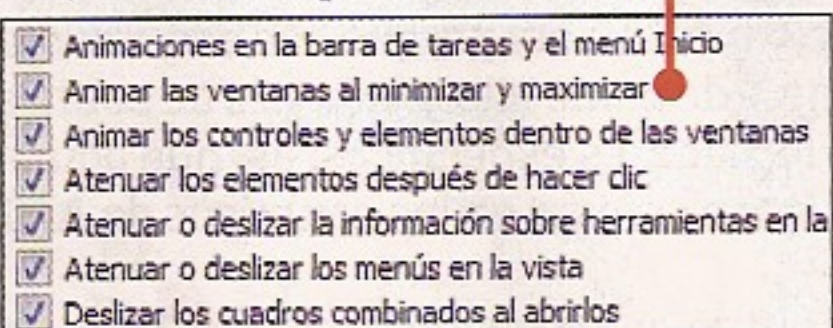 Animaciones en la barra de tareas y el menú Inicio
Animar las ventanas al minimizar y maximizar
Animar los controles y elementos dentro de las ventanas
Atenuar los elementos después de hacer clic
Atenuar o deslizar la información sobre herramientas en la
Atenuar o deslizar los menús en la vista
Deslizar los cuadros combinados al abrirlos